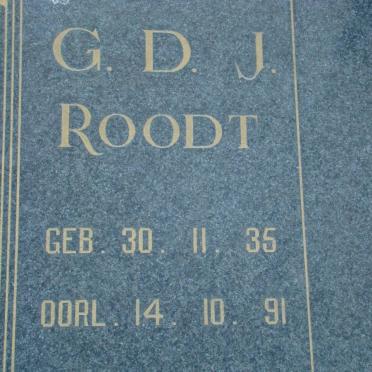 G. D. J.
ROODT
GEB. 30. 11. 35
OORL. 14. 10. 91